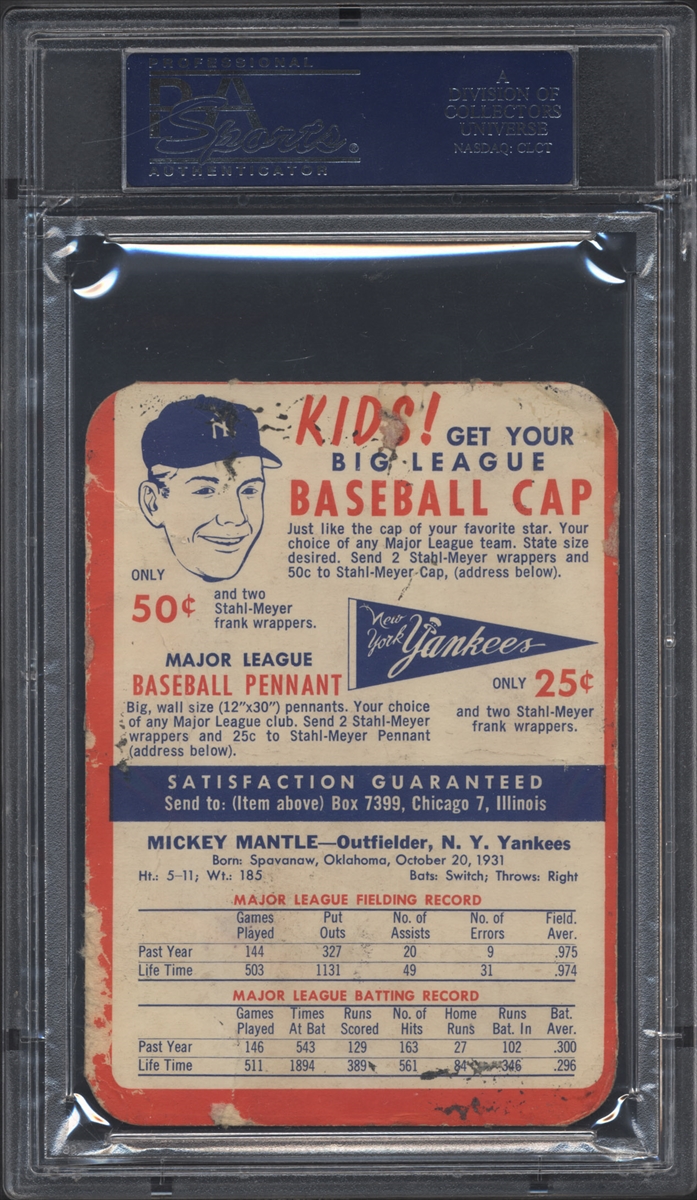 PROFESSIONAL
PSA
Sports®
AUTHENTICATOR
A
DIVISION OF
COLLECTORS
UNIVERSE
NASDAQ: CLCT
KIDS! GET YOUR
BIG LEAGUE
BASEBALL CAP
Just like the cap of your favorite star. Your
choice of any Major League team. State size
desired. Send 2 Stahl-Meyer wrappers and
50c to Stahl-Meyer Cap, (address below).
ONLY
50¢ and two
Stahl-Meyer
frank wrappers.
New York Yankees
MAJOR LEAGUE
BASEBALL PENNANT
Big, wall size (12"x30") pennants. Your choice
of any Major League club. Send 2 Stahl-Meyer
wrappers and 25c to Stahl-Meyer Pennant
(address below).
ONLY 25¢
and two Stahl-Meyer
frank wrappers.
SATISFACTION GUARANTEED
Send to: (Item above) Box 7399, Chicago 7, Illinois
MICKEY MANTLE—Outfielder, N. Y. Yankees
Born: Spavanaw, Oklahoma, October 20, 1931
Ht.: 5-11; Wt.: 185 Bats: Switch; Throws: Right
MAJOR LEAGUE FIELDING RECORD
Games Put No. of No. of Field.
Played Outs Assists Errors Aver.
Past Year 144 327 20 9 .975
Life Time 503 1131 49 31 .974
MAJOR LEAGUE BATTING RECORD
Games Times Runs No. of Home Runs Bat.
Played At Bat Scored Hits Runs Bat. In Aver.
Past Year 146 543 129 163 27 102 .300
Life Time 511 1894 389 561 84 346 .296